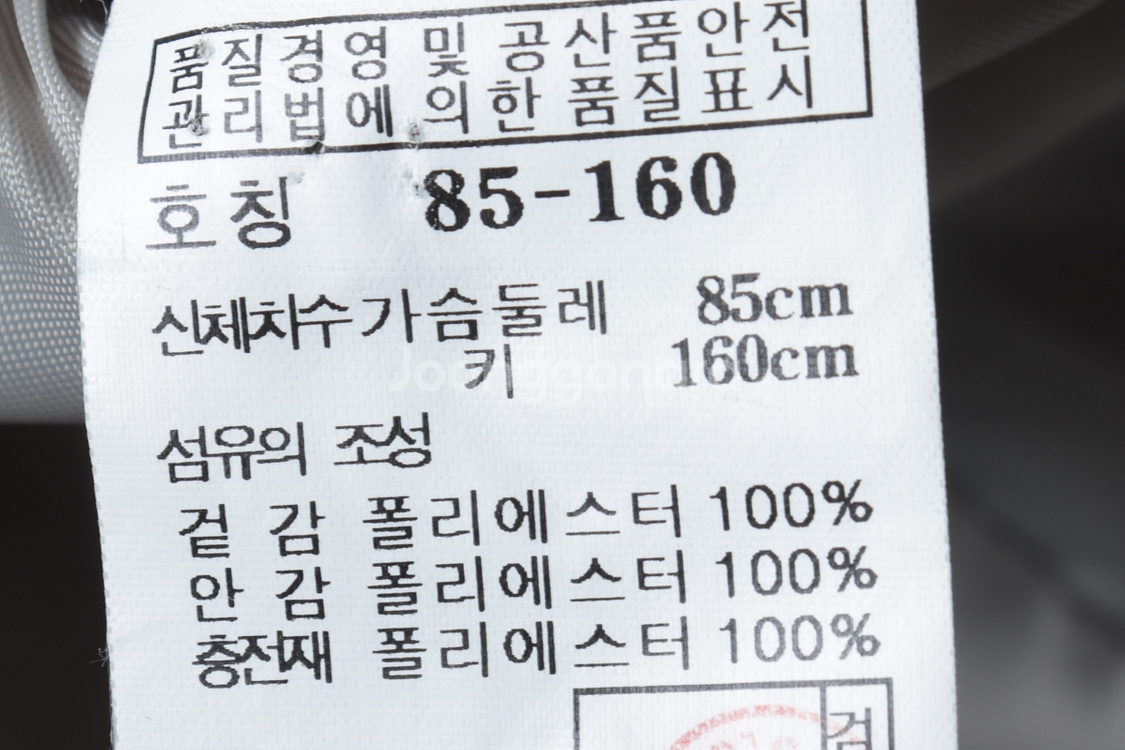 품질경영 및 공산품안전
관리법에 의한 품질표시
호칭 85-160
신체치수 가슴둘레 85cm
키 160cm
섬유의 조성
겉감 폴리에스터 100%
안감 폴리에스터 100%
충전재 폴리에스터 100%
검